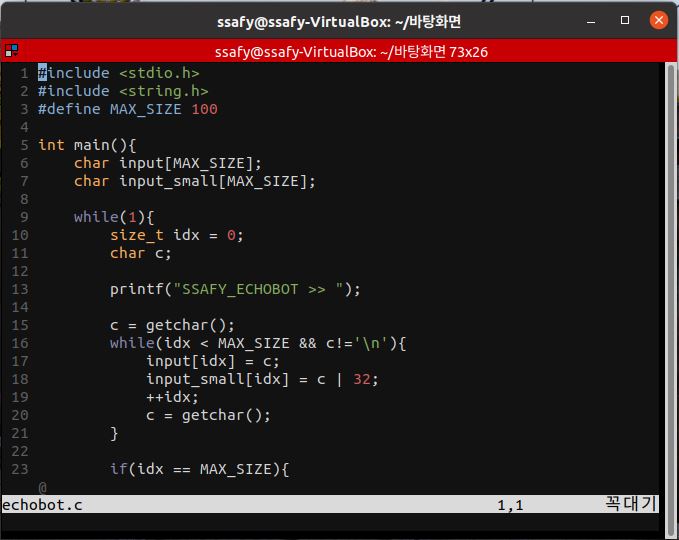 ssafy@ssafy-VirtualBox: ~/바탕화면
ssafy@ssafy-VirtualBox: ~/바탕화면 73x26
1 #include <stdio.h>
2 #include <string.h>
3 #define MAX_SIZE 100
4
5 int main(){
6     char input[MAX_SIZE];
7     char input_small[MAX_SIZE];
8
9     while(1){
10         size_t idx = 0;
11         char c;
12
13         printf("SSAFY_ECHOBOT >> ");
14
15         c = getchar();
16         while(idx < MAX_SIZE && c!='\n'){
17             input[idx] = c;
18             input_small[idx] = c | 32;
19             ++idx;
20             c = getchar();
21         }
22
23         if(idx == MAX_SIZE){
@
echobot.c 1,1 꼭대기